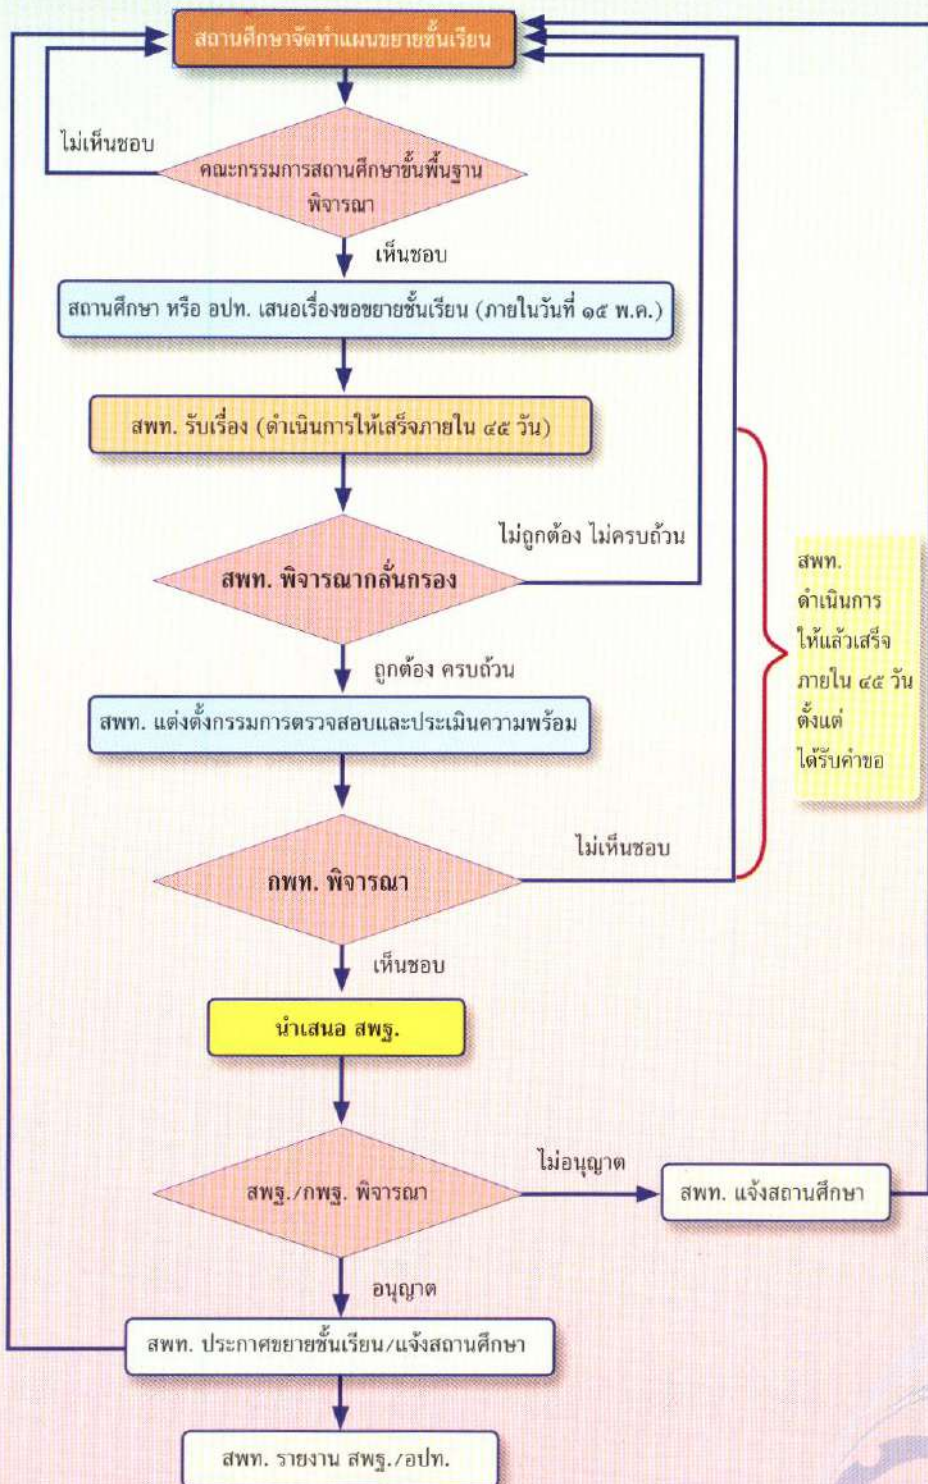 สถานศึกษาจัดทำแผนขยายชั้นเรียน
ไม่เห็นชอบ
คณะกรรมการสถานศึกษาขั้นพื้นฐาน
พิจารณา
เห็นชอบ
สถานศึกษา หรือ อปท. เสนอเรื่องขอขยายชั้นเรียน (ภายในวันที่ ๑๕ พ.ค.)
สพท. รับเรื่อง (ดำเนินการให้เสร็จภายใน ๔๕ วัน)
ไม่ถูกต้อง ไม่ครบถ้วน
สพท. พิจารณากลั่นกรอง
ถูกต้อง ครบถ้วน
สพท.
ดำเนินการ
ให้แล้วเสร็จ
ภายใน ๔๕ วัน
ตั้งแต่
ได้รับคำขอ
สพท. แต่งตั้งกรรมการตรวจสอบและประเมินความพร้อม
ไม่เห็นชอบ
กพท. พิจารณา
เห็นชอบ
นำเสนอ สพฐ.
ไม่อนุญาต
สพฐ./กพฐ. พิจารณา
สพท. แจ้งสถานศึกษา
อนุญาต
สพท. ประกาศขยายชั้นเรียน/แจ้งสถานศึกษา
สพท. รายงาน สพฐ./อปท.